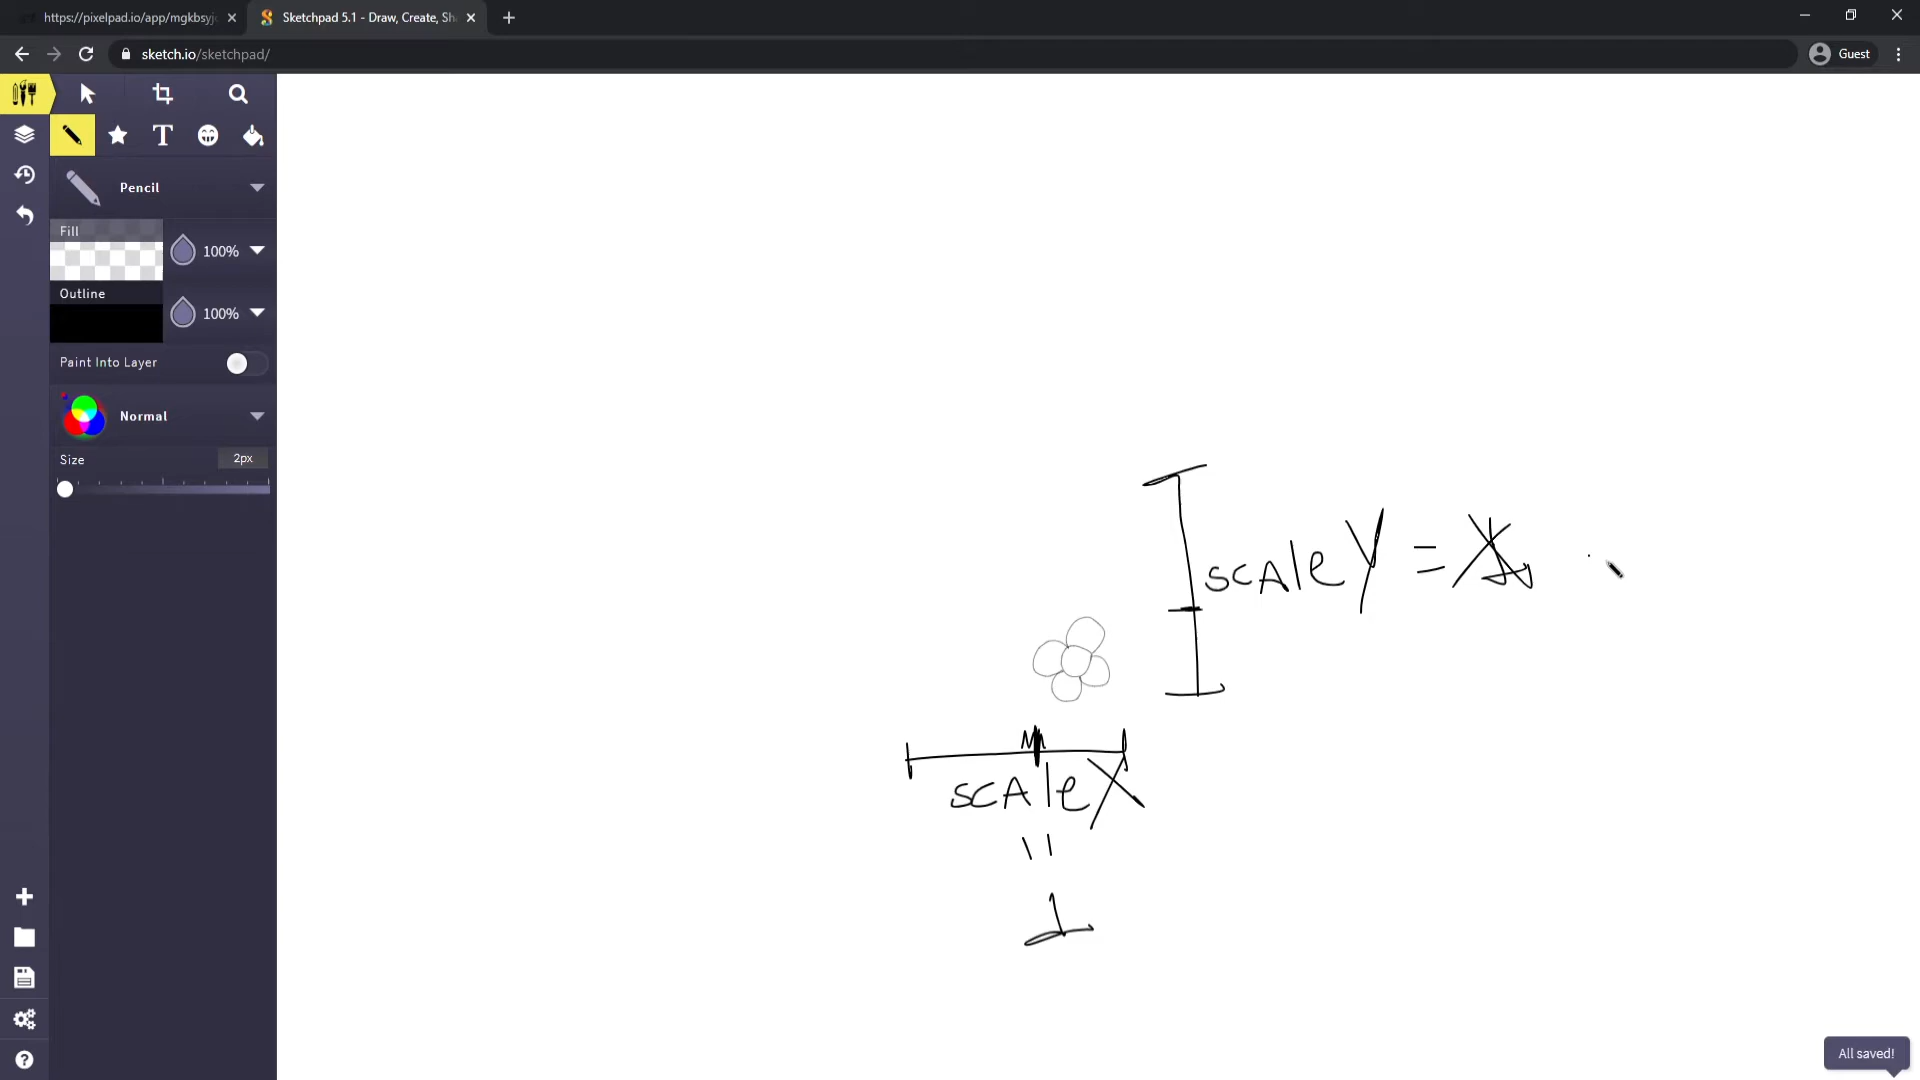 https://pixelpad.io/app/mgkbsyj
Sketchpad 5.1 - Draw, Create, Sh
sketch.io/sketchpad/
Guest
T
Pencil
Fill
100%
Outline
100%
Paint Into Layer
Normal
Size
2px
scaleY =
scaleX
=
1
All saved!